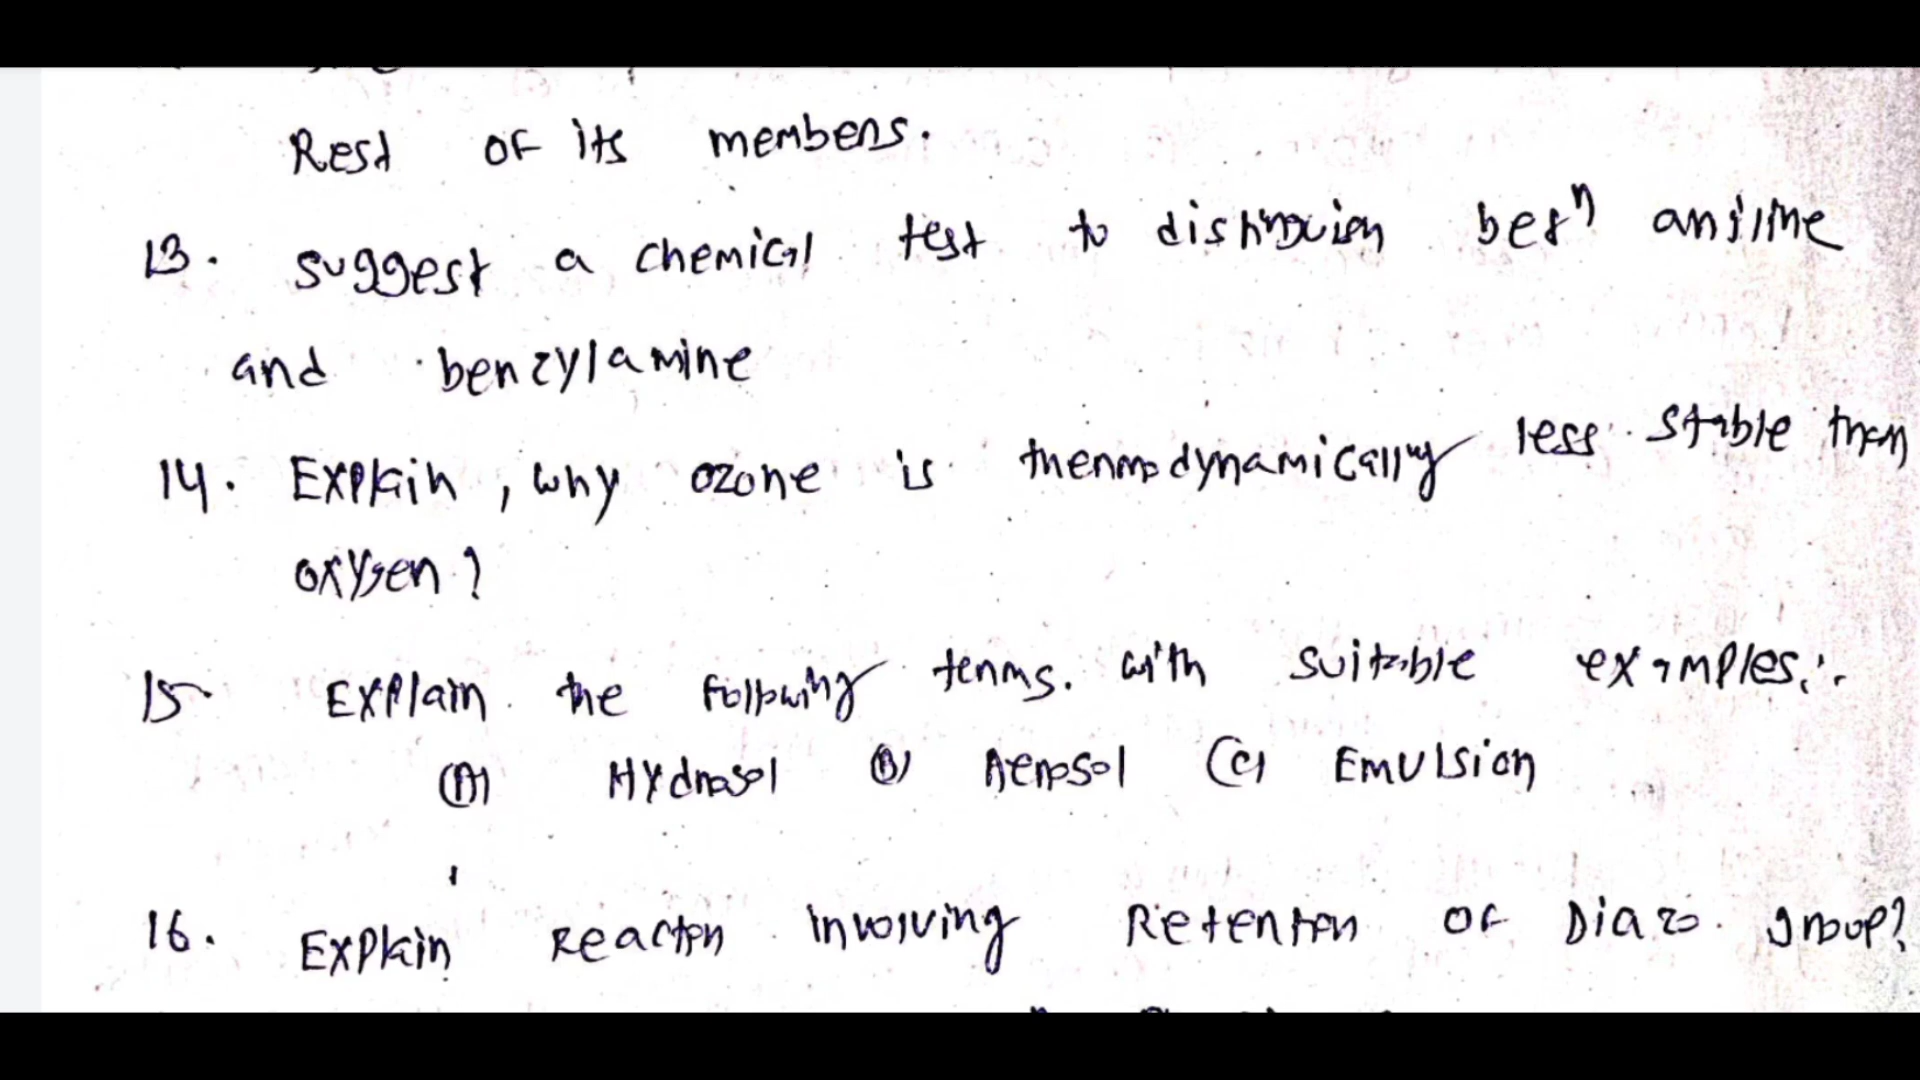 Rest of its members.
13. suggest a chemical test to distinguish betn aniline
and benzylamine
14. Explain, why ozone is thermodynamically less stable than
oxygen?
15 Explain the following terms. with suitable examples:.
(A) Hydrosol (B) Aerosol (C) Emulsion
16. Explain Reaction involving Retention of Diazo group?